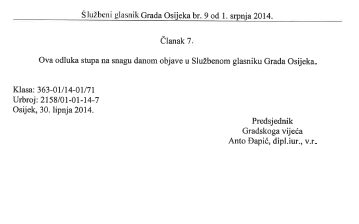 Službeni glasnik Grada Osijeka br. 9 od 1. srpnja 2014.
Članak 7.
Ova odluka stupa na snagu danom objave u Službenom glasniku Grada Osijeka.
Klasa: 363-01/14-01/71
Urbroj: 2158/01-01-14-7
Osijek, 30. lipnja 2014.
Predsjednik
Gradskoga vijeća
Anto Đapić, dipl.iur., v.r.